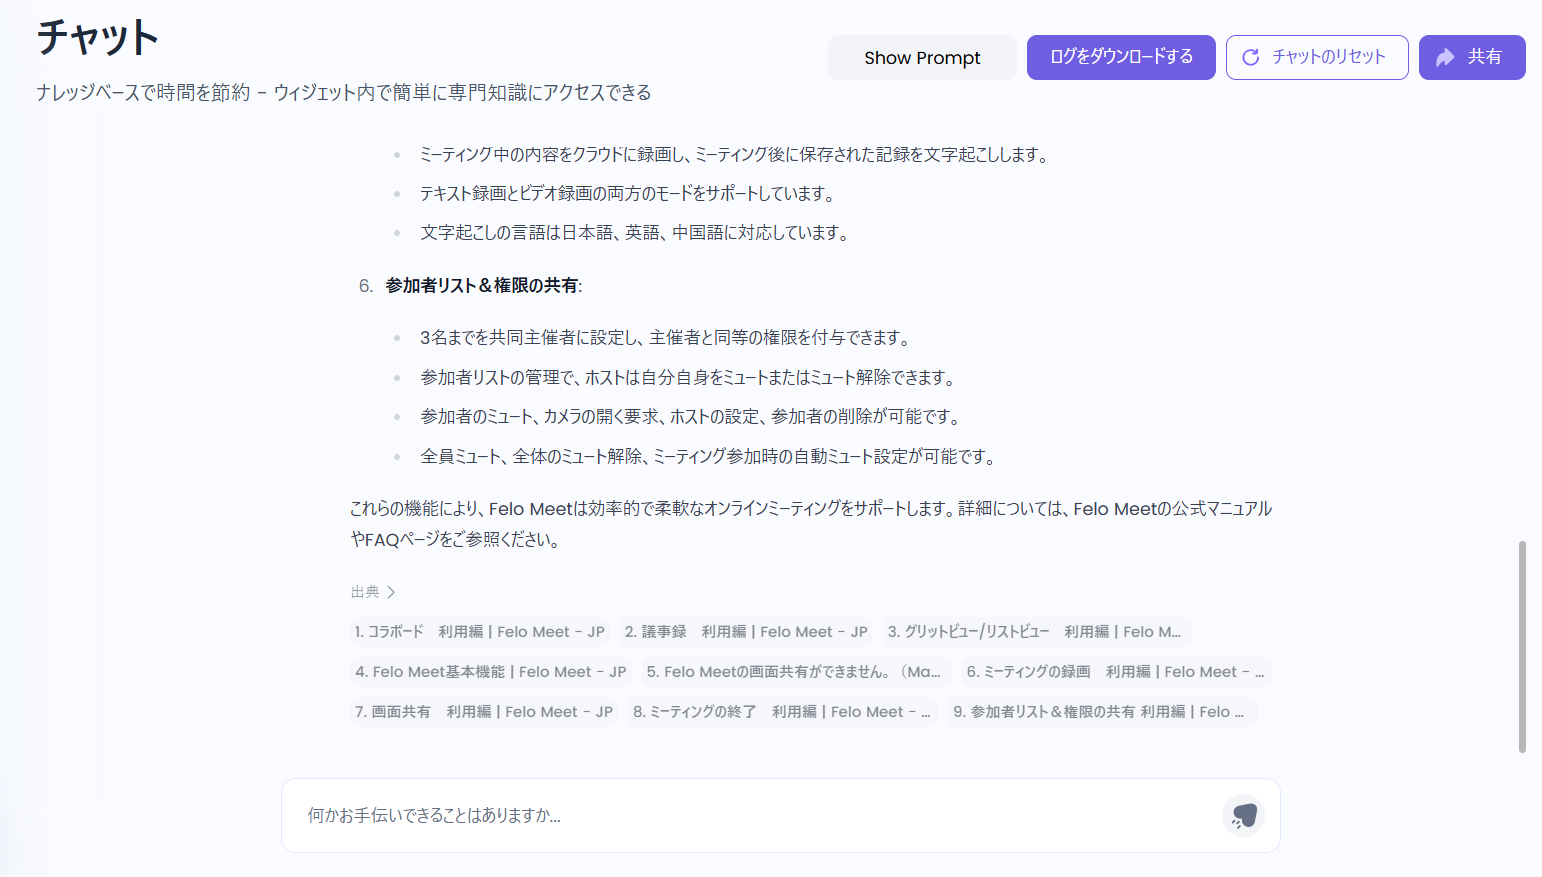 チャット
Show Prompt
ログをダウンロードする
チャットのリセット
共有
ナレッジベースで時間を節約 - ウィジェット内で簡単に専門知識にアクセスできる
ミーティング中の内容をクラウドに録画し、ミーティング後に保存された記録を文字起こしします。
テキスト録画とビデオ録画の両方のモードをサポートしています。
文字起こしの言語は日本語、英語、中国語に対応しています。
6. 参加者リスト＆権限の共有:
3名までを共同主催者に設定し、主催者と同等の権限を付与できます。
参加者リストの管理で、ホストは自分自身をミュートまたはミュート解除できます。
参加者のミュート、カメラの開く要求、ホストの設定、参加者の削除が可能です。
全員ミュート、全体のミュート解除、ミーティング参加時の自動ミュート設定が可能です。
これらの機能により、Felo Meetは効率的で柔軟なオンラインミーティングをサポートします。詳細については、Felo Meetの公式マニュアル
やFAQページをご参照ください。
出典
1. コラボード　利用編 | Felo Meet - JP
2. 議事録　利用編 | Felo Meet - JP
3. グリットビュー/リストビュー　利用編 | Felo M...
4. Felo Meet基本機能 | Felo Meet - JP
5. Felo Meetの画面共有ができません。（Ma...
6. ミーティングの録画　利用編 | Felo Meet - ...
7. 画面共有　利用編 | Felo Meet - JP
8. ミーティングの終了　利用編 | Felo Meet - ...
9. 参加者リスト＆権限の共有 利用編 | Felo ...
何かお手伝いできることはありますか...